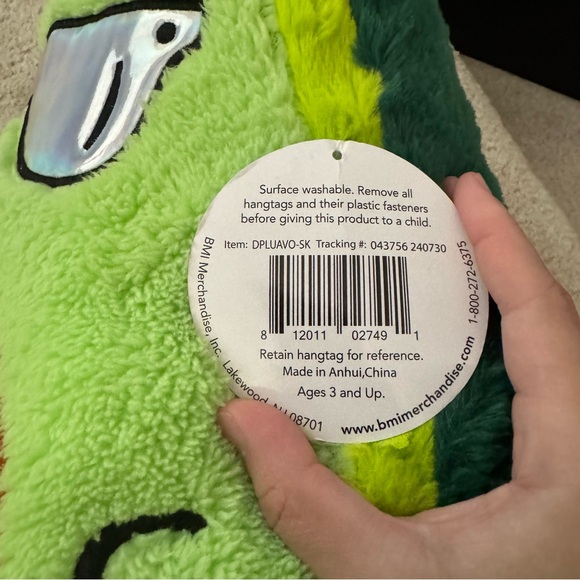 Surface washable. Remove all
hangtags and their plastic fasteners
before giving this product to a child.
Item: DPLUAVO-SK Tracking #: 043756 240730
8 12011 02749 1
Retain hangtag for reference.
Made in Anhui,China
Ages 3 and Up.
BMI Merchandise, Inc. Lakewood, NJ 08701
www.bmimerchandise.com 1-800-272-6375